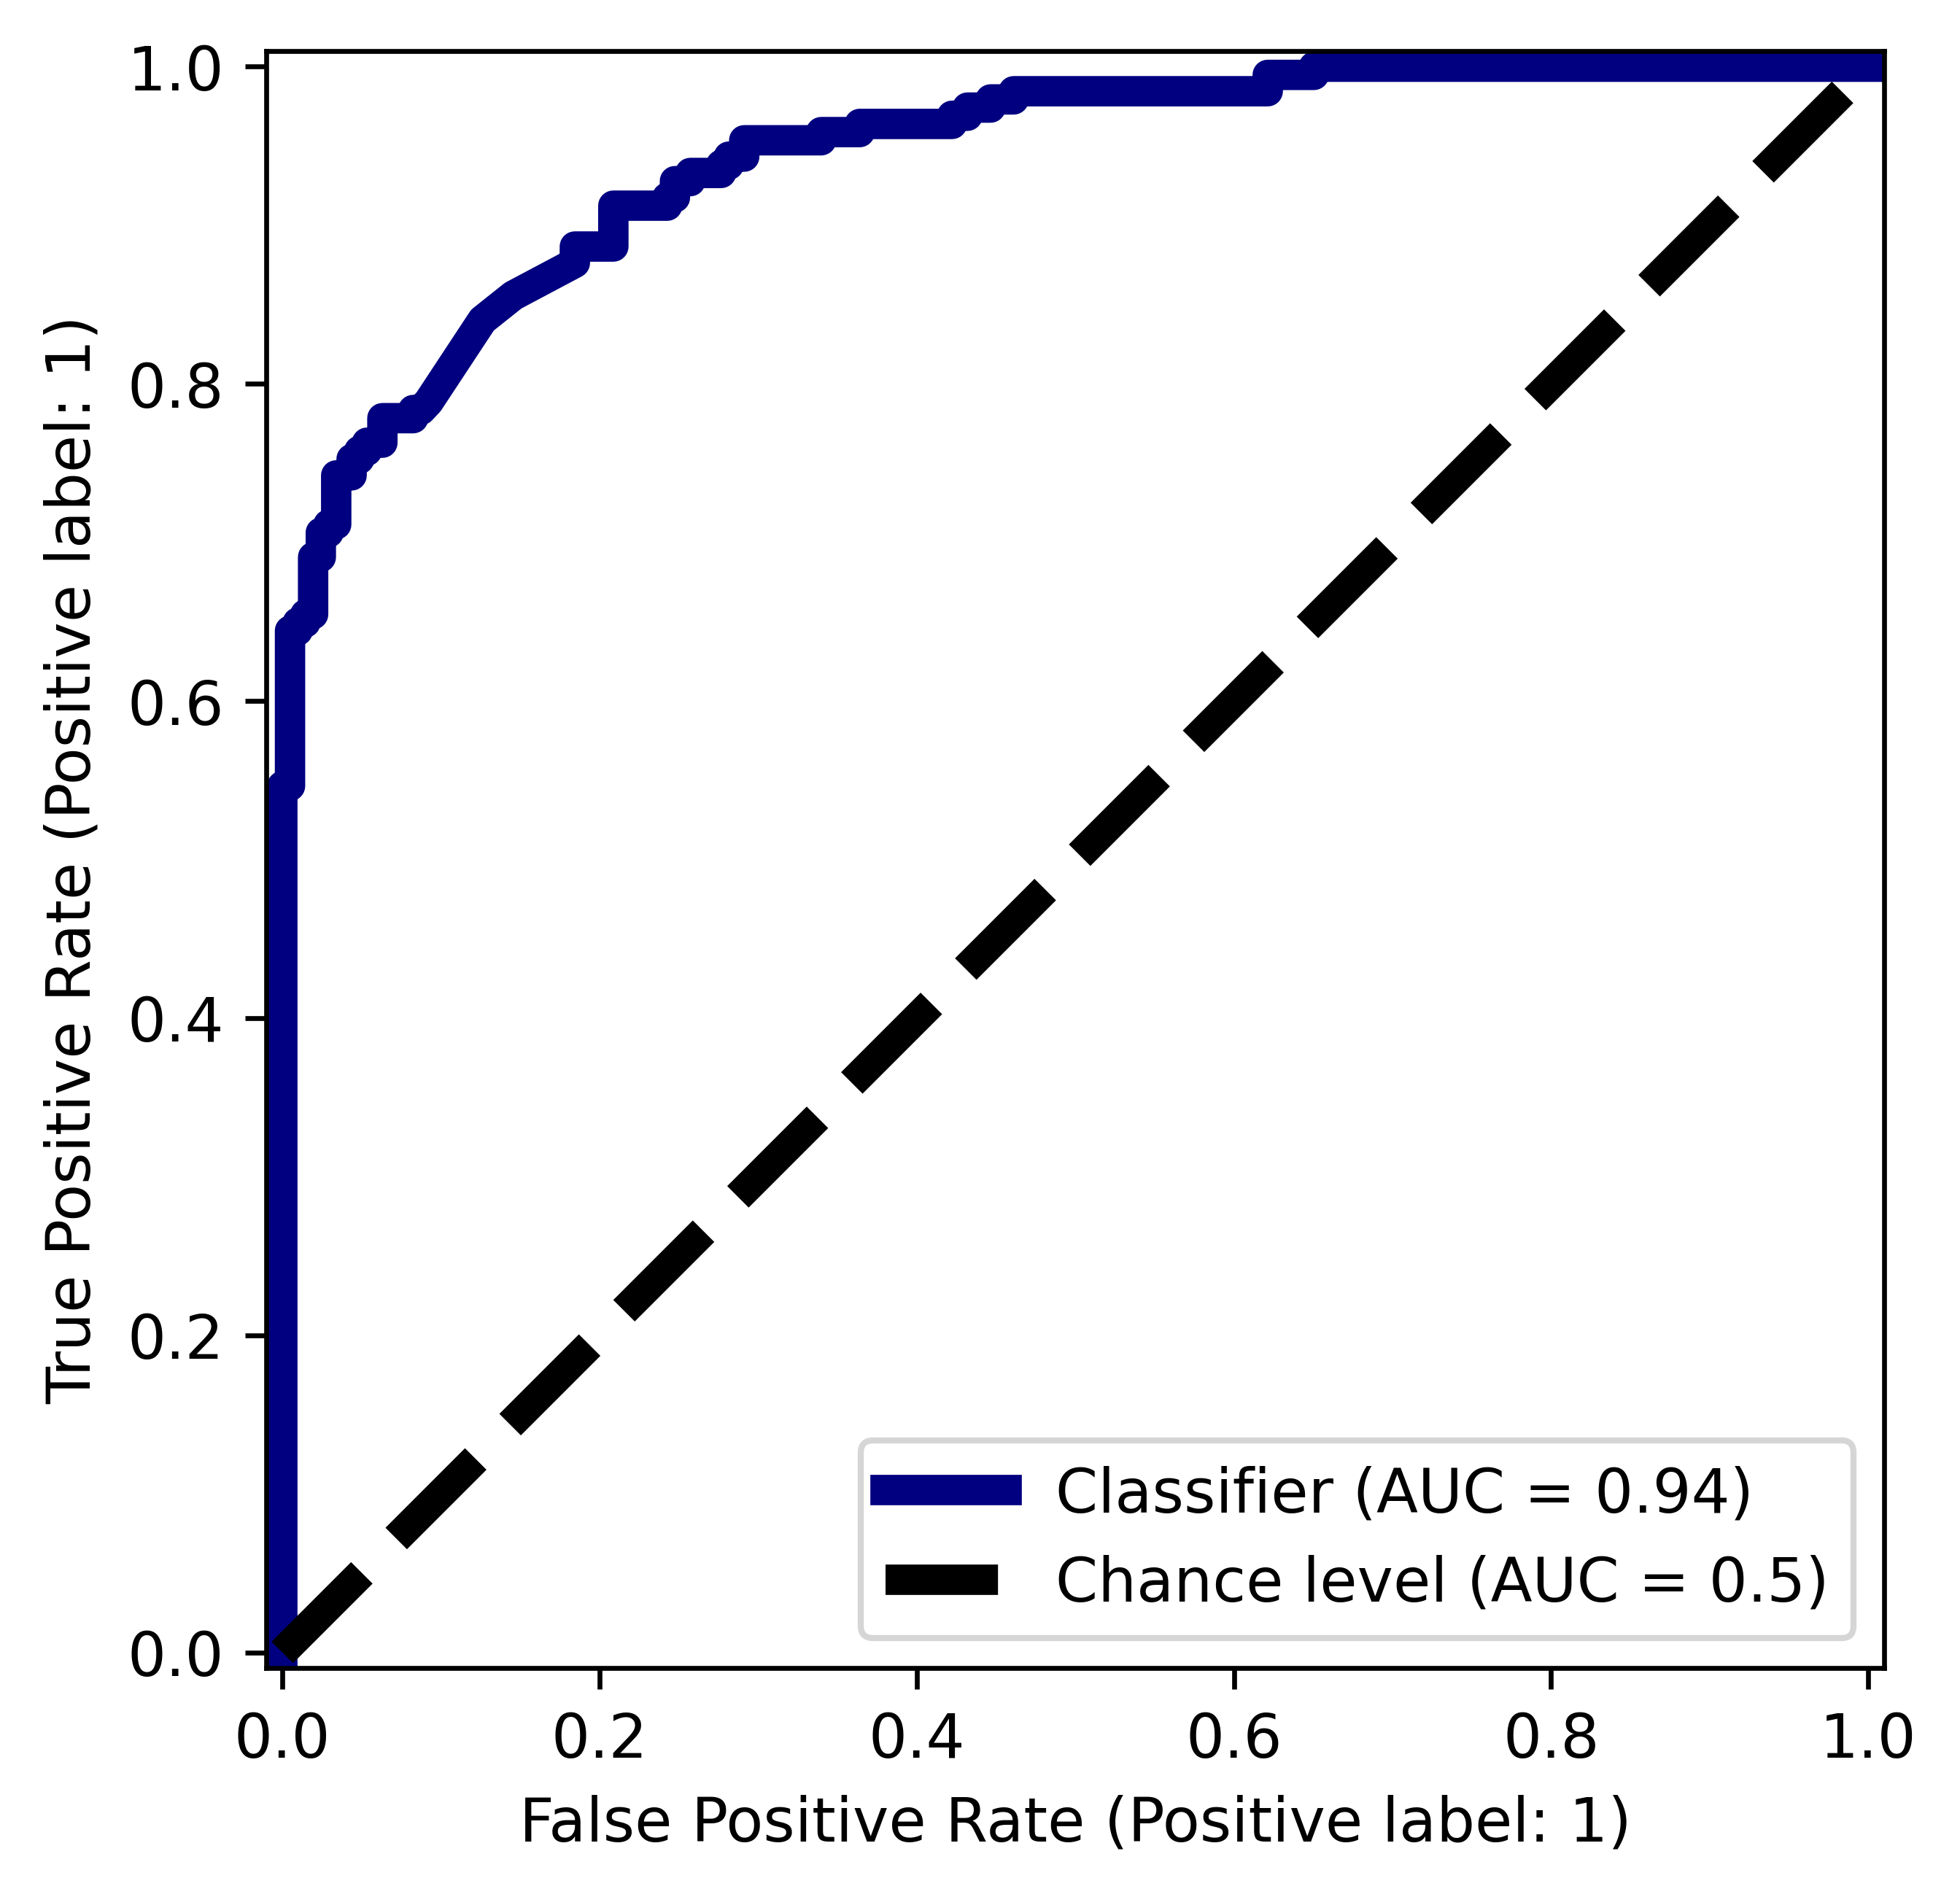 1.0
0.8
0.6
0.4
0.2
0.0
True Positive Rate (Positive label: 1)
Classifier (AUC = 0.94)
Chance level (AUC = 0.5)
0.0 0.2 0.4 0.6 0.8 1.0
False Positive Rate (Positive label: 1)